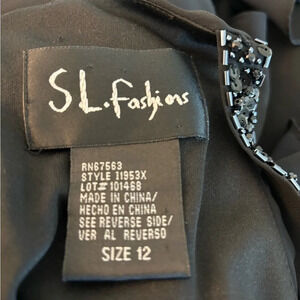 S.L. Fashions
RN67563
STYLE 11953X
LOT# 101468
MADE IN CHINA/
HECHO EN CHINA
SEE REVERSE SIDE/
VER AL REVERSO
SIZE 12